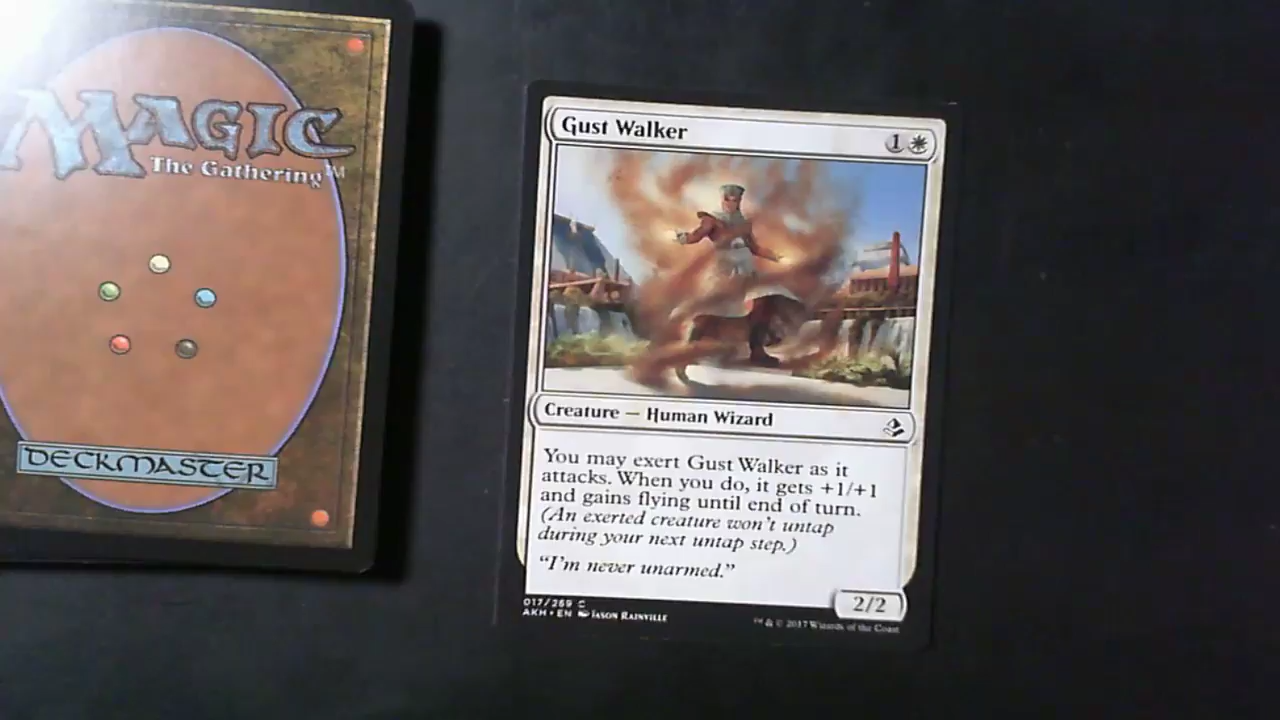 MAGIC
The Gathering™
DECKMASTER
Gust Walker
1
Creature — Human Wizard
You may exert Gust Walker as it
attacks. When you do, it gets +1/+1
and gains flying until end of turn.
(An exerted creature won't untap
during your next untap step.)
"I'm never unarmed."
2/2
017/269 C
AKH • EN Jason Rainville
™ & © 2017 Wizards of the Coast